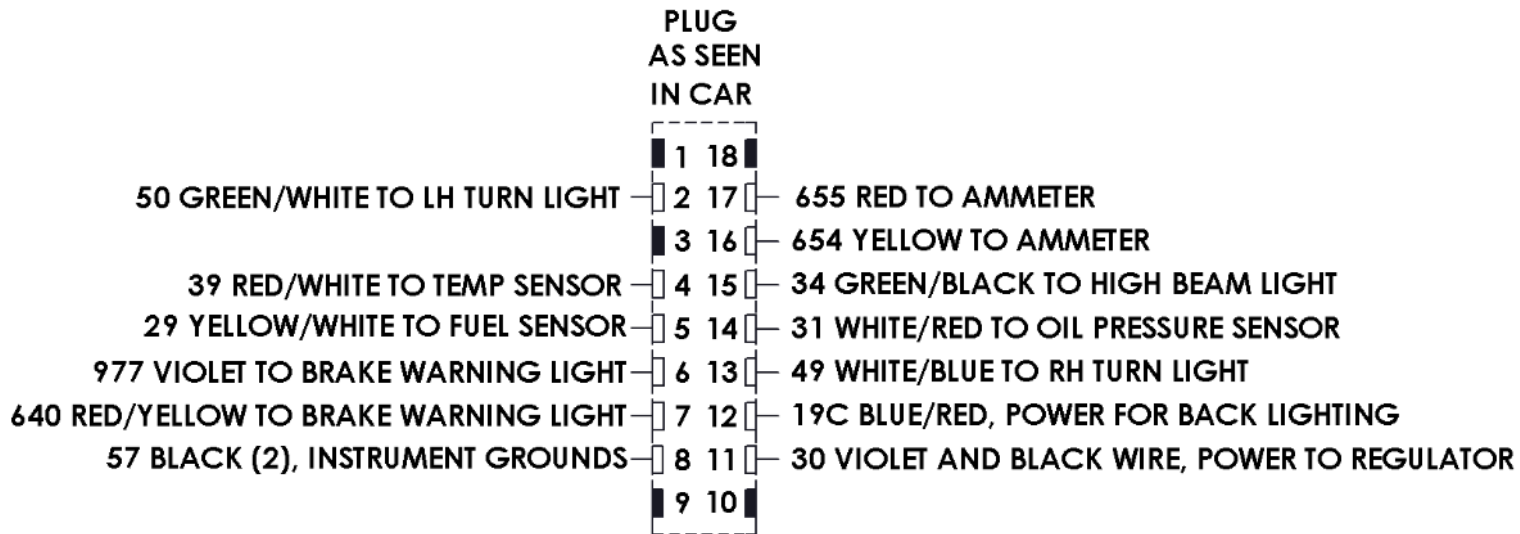 PLUG
AS SEEN
IN CAR
1 18
50 GREEN/WHITE TO LH TURN LIGHT 2 17 655 RED TO AMMETER
3 16 654 YELLOW TO AMMETER
39 RED/WHITE TO TEMP SENSOR 4 15 34 GREEN/BLACK TO HIGH BEAM LIGHT
29 YELLOW/WHITE TO FUEL SENSOR 5 14 31 WHITE/RED TO OIL PRESSURE SENSOR
977 VIOLET TO BRAKE WARNING LIGHT 6 13 49 WHITE/BLUE TO RH TURN LIGHT
640 RED/YELLOW TO BRAKE WARNING LIGHT 7 12 19C BLUE/RED, POWER FOR BACK LIGHTING
57 BLACK (2), INSTRUMENT GROUNDS 8 11 30 VIOLET AND BLACK WIRE, POWER TO REGULATOR
9 10